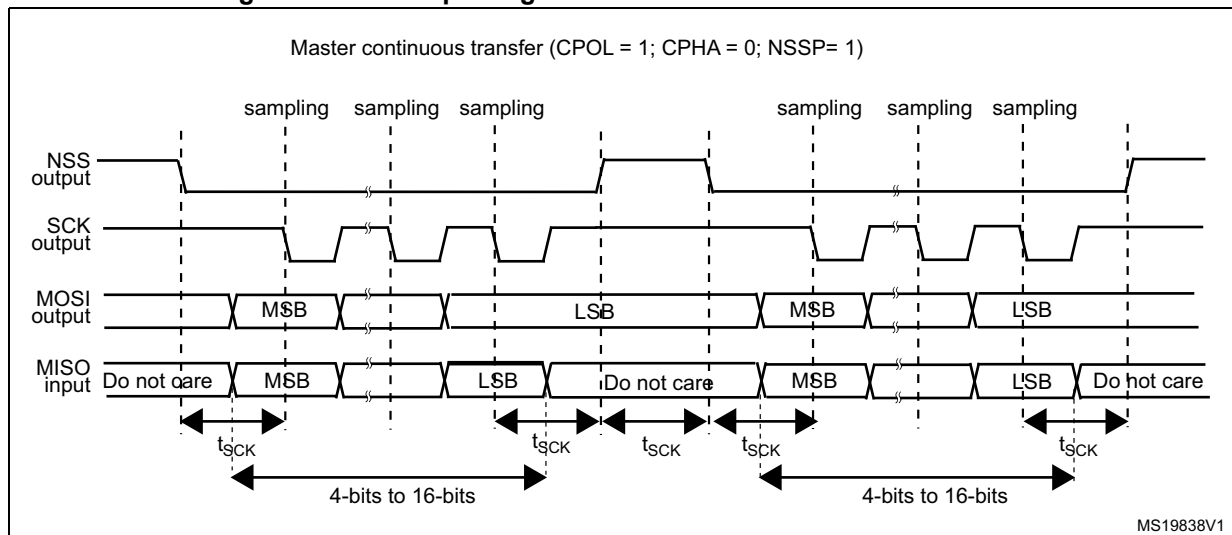 Master continuous transfer (CPOL = 1; CPHA = 0; NSSP= 1)
sampling sampling sampling sampling sampling sampling
NSS
output
SCK
output
MOSI
output
MSB LSB MSB LSB
MISO
input
Do not care MSB LSB Do not care MSB LSB Do not care
tSCK tSCK tSCK tSCK tSCK
4-bits to 16-bits 4-bits to 16-bits
MS19838V1